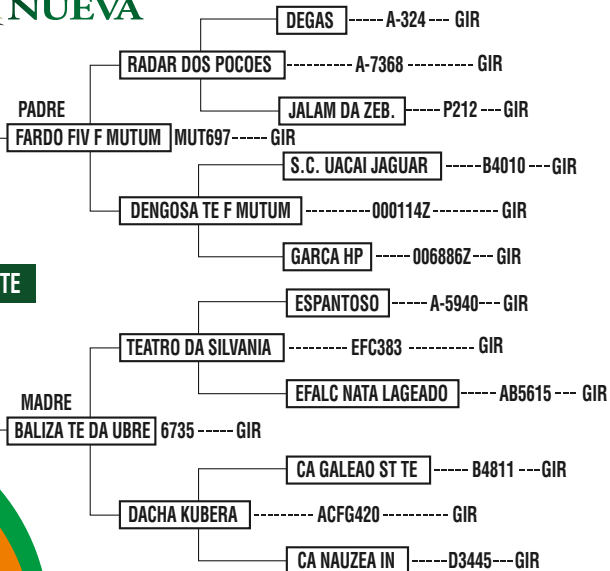 NUEVA
DEGAS ----- A-324 --- GIR
RADAR DOS POCOES ---------- A-7368 ---------- GIR
JALAM DA ZEB. ----- P212 --- GIR
PADRE
FARDO FIV F MUTUM MUT697 ----- GIR
S.C. UACAI JAGUAR ----- B4010 --- GIR
DENGOSA TE F MUTUM ---------- 000114Z ---------- GIR
GARCA HP ----- 006886Z --- GIR
TE
ESPANTOSO ----- A-5940 --- GIR
TEATRO DA SILVANIA --------- EFC383 ---------- GIR
EFALC NATA LAGEADO ----- AB5615 --- GIR
MADRE
BALIZA TE DA UBRE 6735 ----- GIR
CA GALEAO ST TE ----- B4811 --- GIR
DACHA KUBERA --------- ACFG420 ---------- GIR
CA NAUZEA IN ----- D3445 --- GIR